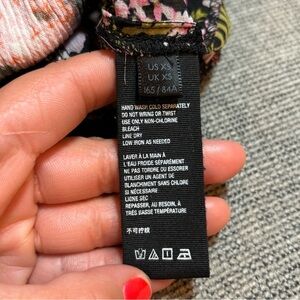 US XS
UK XS
165 / 84A
HAND WASH COLD SEPARATELY
DO NOT WRING OR TWIST
USE ONLY NON-CHLORINE
BLEACH
LINE DRY
LOW IRON AS NEEDED
LAVER À LA MAIN À
L'EAU FROIDE SÉPARÉMENT
NE PAS TORDRE OU ESSORER
UTILISER UN AGENT DE
BLANCHIMENT SANS CHLORE
SI NÉCESSAIRE
LIGNE SEC
REPASSER, AU BESOIN, À
TRÈS BASSE TEMPÉRATURE
不可拧绞